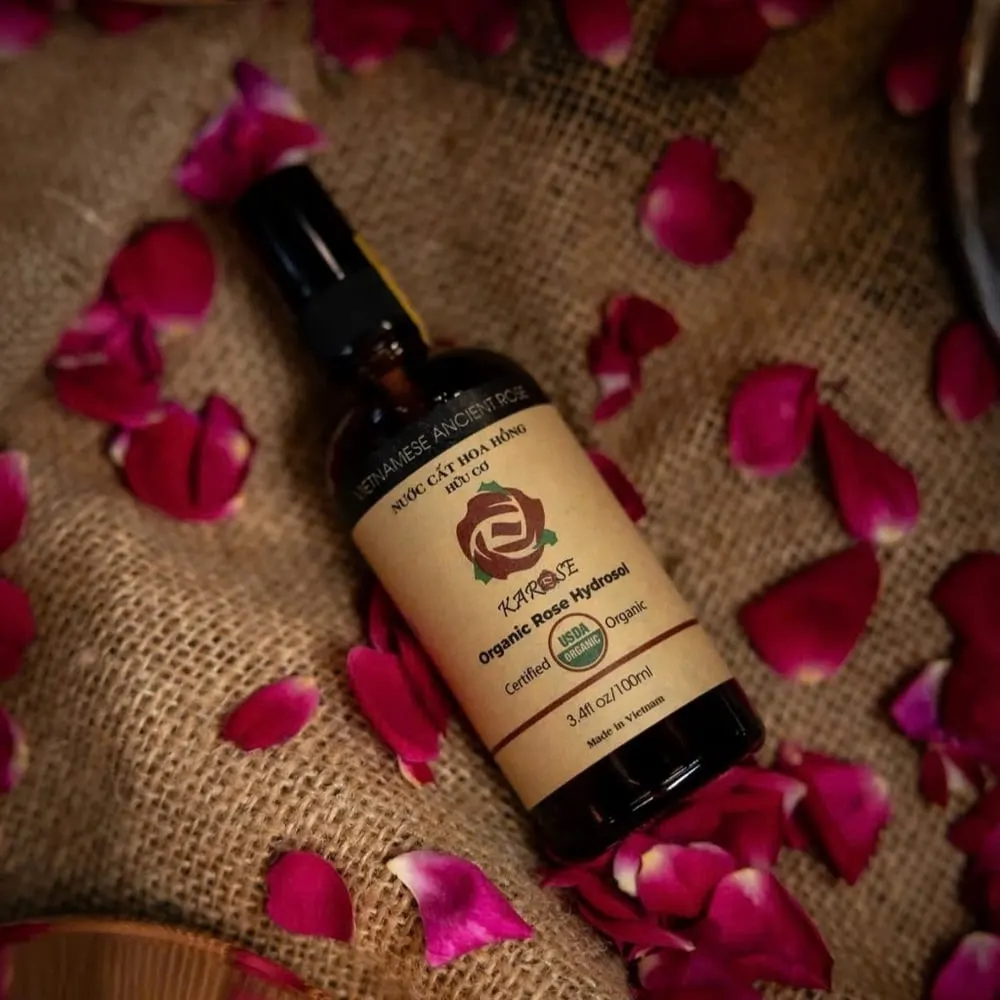 VIETNAMESE ANCIENT ROSE
NƯỚC CẤT HOA HỒNG
HỮU CƠ
KAROSE
Organic Rose Hydrosol
Certified USDA ORGANIC Organic
3.4fl oz/100ml
Made in Vietnam